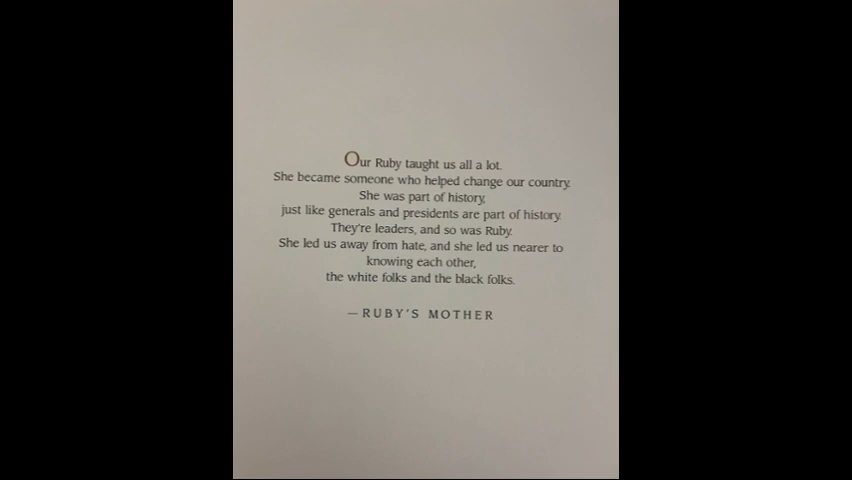 Our Ruby taught us all a lot.
She became someone who helped change our country.
She was part of history,
just like generals and presidents are part of history.
They're leaders, and so was Ruby.
She led us away from hate, and she led us nearer to
knowing each other,
the white folks and the black folks.
—RUBY'S MOTHER